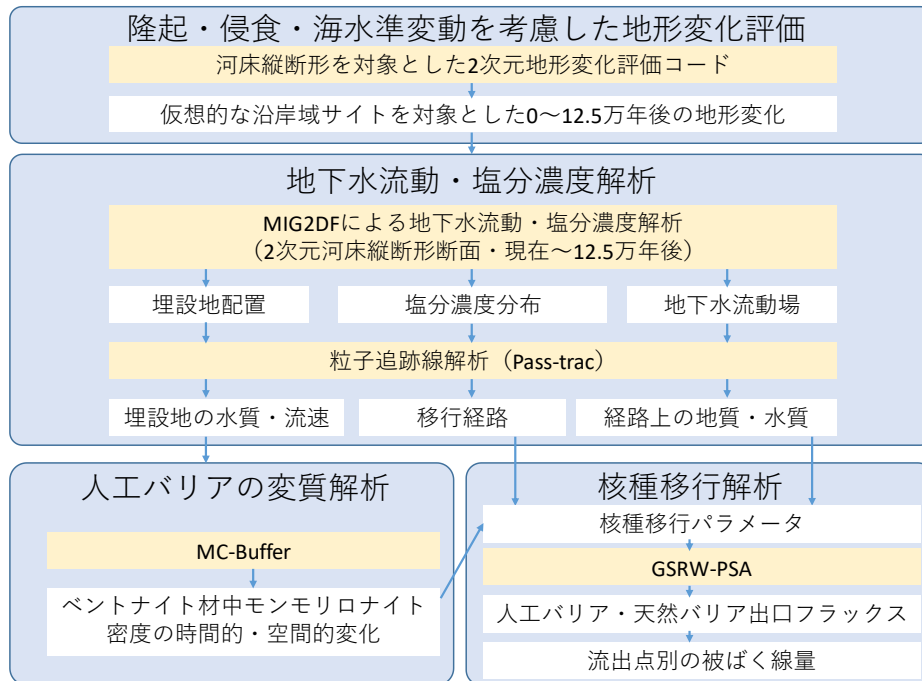 隆起・侵食・海水準変動を考慮した地形変化評価
河床縦断形を対象とした2次元地形変化評価コード
仮想的な沿岸域サイトを対象とした0～12.5万年後の地形変化
地下水流動・塩分濃度解析
MIG2DFによる地下水流動・塩分濃度解析
（2次元河床縦断形断面・現在～12.5万年後）
埋設地配置
塩分濃度分布
地下水流動場
粒子追跡線解析（Pass-trac）
埋設地の水質・流速
移行経路
経路上の地質・水質
人工バリアの変質解析
MC-Buffer
ベントナイト材中モンモリロナイト
密度の時間的・空間的変化
核種移行解析
核種移行パラメータ
GSRW-PSA
人工バリア・天然バリア出口フラックス
流出点別の被ばく線量